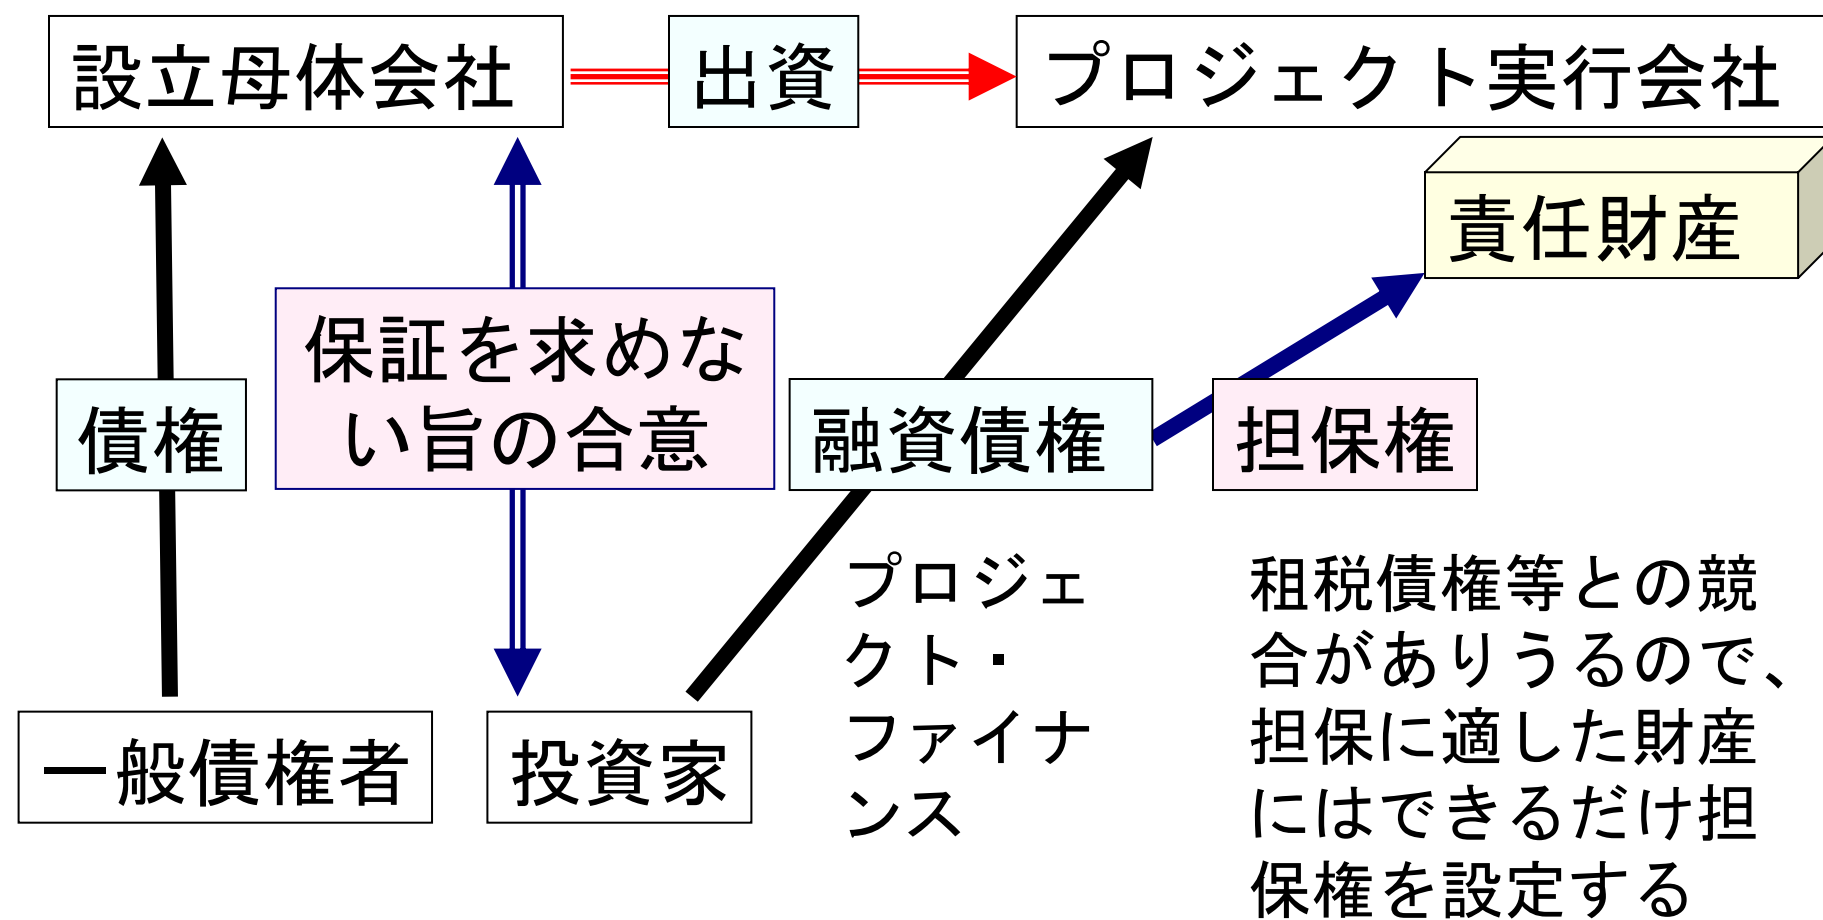 設立母体会社
出資
プロジェクト実行会社
責任財産
保証を求めな
い旨の合意
債権
融資債権
担保権
プロジェ
クト・
ファイナ
ンス
租税債権等との競
合がありうるので、
担保に適した財産
にはできるだけ担
保権を設定する
一般債権者
投資家